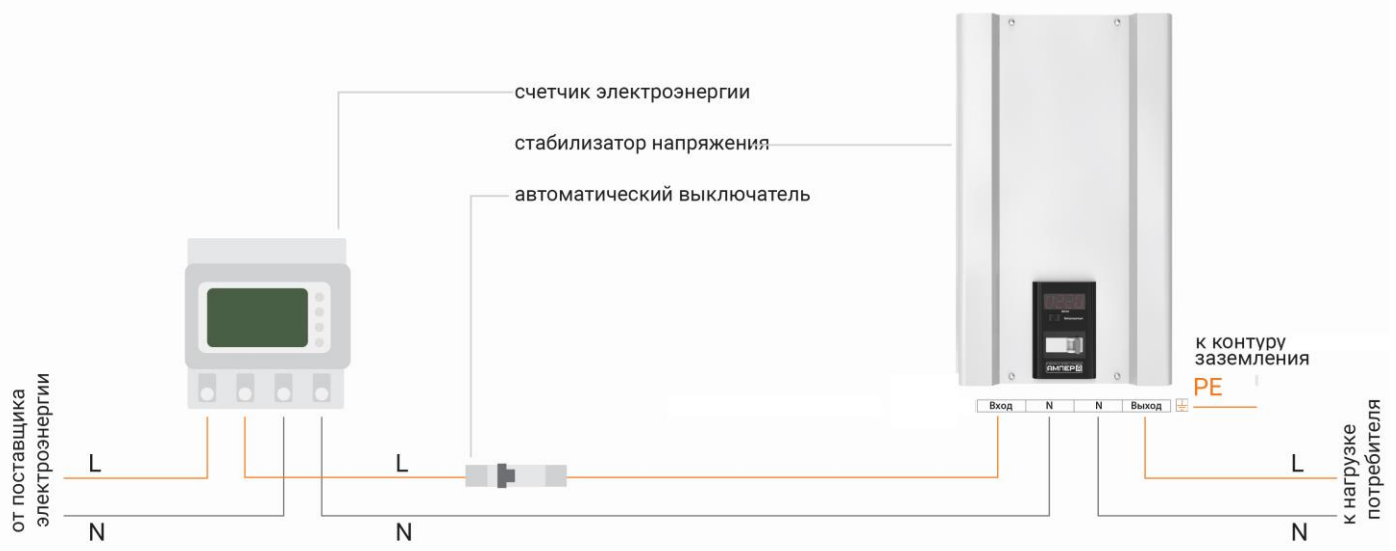 счетчик электроэнергии
стабилизатор напряжения
автоматический выключатель
АМПЕР
к контуру
заземления
PE
Вход N N Выход
от поставщика
электроэнергии
L
N
L
N
L
N
к нагрузке
потребителя